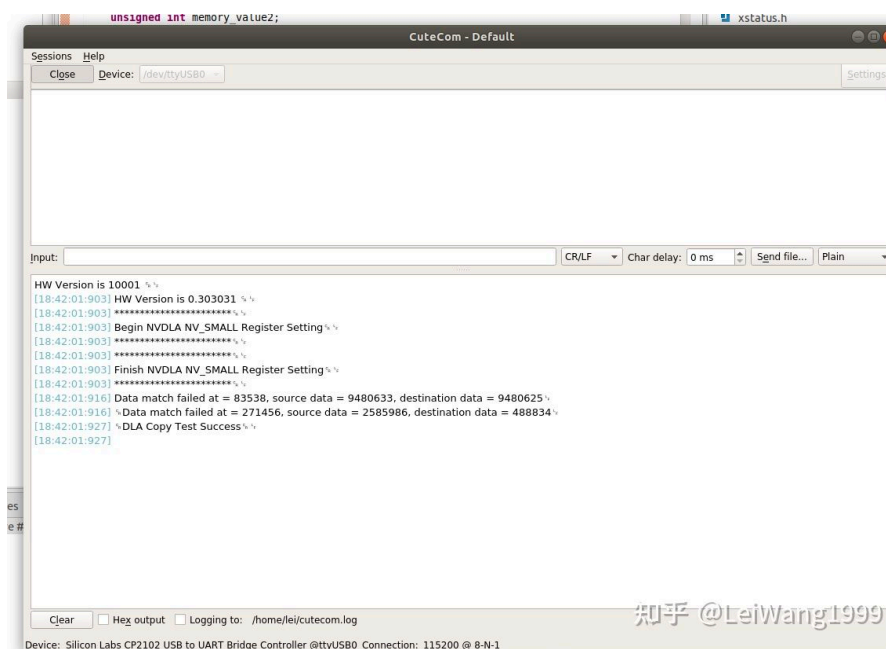 unsigned int memory_value2;
xstatus.h
CuteCom - Default
Sessions Help
Close Device: /dev/ttyUSB0 Settings
Input: CR/LF Char delay: 0 ms Send file... Plain
HW Version is 10001
[18:42:01:903] HW Version is 0.303031
[18:42:01:903] ***********************
[18:42:01:903] Begin NVDLA NV_SMALL Register Setting
[18:42:01:903] ***********************
[18:42:01:903] ***********************
[18:42:01:903] Finish NVDLA NV_SMALL Register Setting
[18:42:01:903] ***********************
[18:42:01:916] Data match failed at = 83538, source data = 9480633, destination data = 9480625
[18:42:01:916] Data match failed at = 271456, source data = 2585986, destination data = 488834
[18:42:01:927] DLA Copy Test Success
[18:42:01:927]
es
e #
Clear Hex output Logging to: /home/lei/cutecom.log
知乎 @LeiWang1999
Device: Silicon Labs CP2102 USB to UART Bridge Controller @ttyUSB0 Connection: 115200 @ 8-N-1